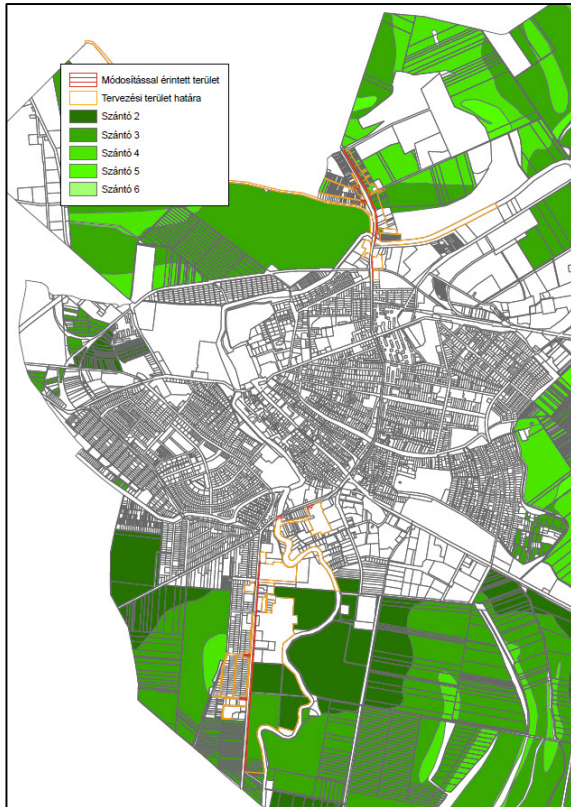 Módosítással érintett terület
Tervezési terület határa
Szántó 2
Szántó 3
Szántó 4
Szántó 5
Szántó 6